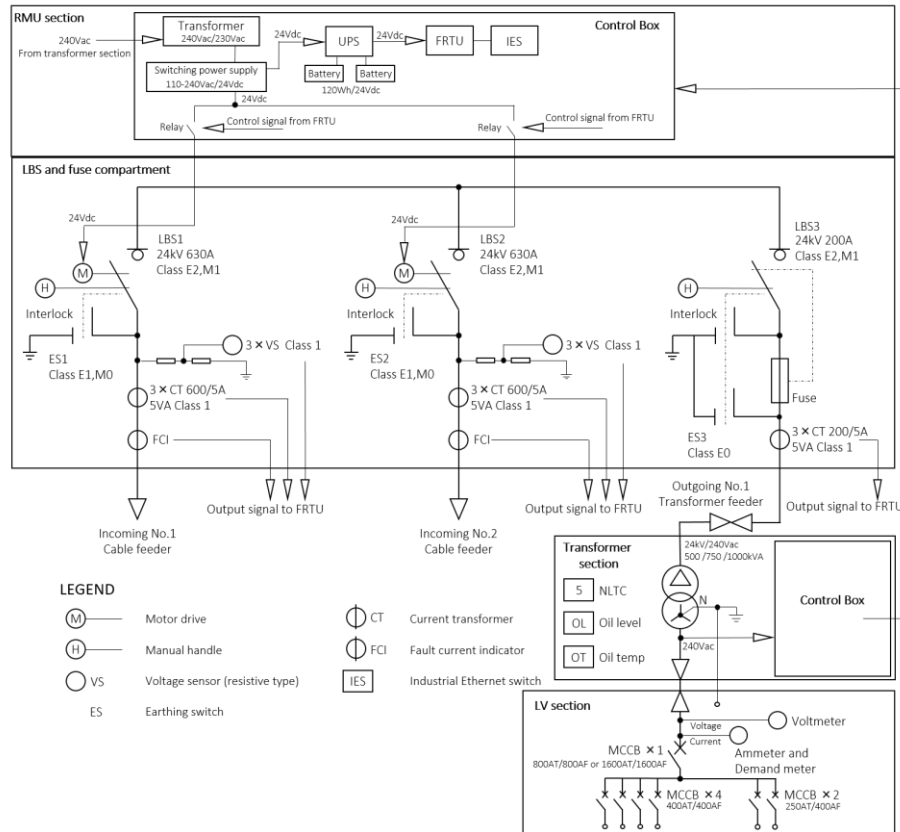 RMU section
Control Box
240Vac
From transformer section
Transformer
240Vac/230Vac
Switching power supply
110-240Vac/24Vdc
24Vdc
UPS
24Vdc
FRTU
IES
Battery
Battery
120Wh/24Vdc
24Vdc
Relay
Control signal from FRTU
Relay
Control signal from FRTU
LBS and fuse compartment
24Vdc
LBS1
24kV 630A
Class E2,M1
M
H
Interlock
ES1
Class E1,M0
3 × VS Class 1
3 × CT 600/5A
5VA Class 1
FCI
Output signal to FRTU
Incoming No.1
Cable feeder
24Vdc
LBS2
24kV 630A
Class E2,M1
M
H
Interlock
ES2
Class E1,M0
3 × VS Class 1
3 × CT 600/5A
5VA Class 1
FCI
Output signal to FRTU
Incoming No.2
Cable feeder
LBS3
24kV 200A
Class E2,M1
H
Interlock
Fuse
ES3
Class E0
3 × CT 200/5A
5VA Class 1
Output signal to FRTU
Outgoing No.1
Transformer feeder
Transformer
section
24kV/240Vac
500 /750 /1000kVA
5 NLTC
OL Oil level
OT Oil temp
N
240Vac
Control Box
LV section
Voltage
Voltmeter
Current
Ammeter and
Demand meter
MCCB × 1
800AT/800AF or 1600AT/1600AF
MCCB × 4
400AT/400AF
MCCB × 2
250AT/400AF
LEGEND
M Motor drive
H Manual handle
VS Voltage sensor (resistive type)
ES Earthing switch
CT Current transformer
FCI Fault current indicator
IES Industrial Ethernet switch